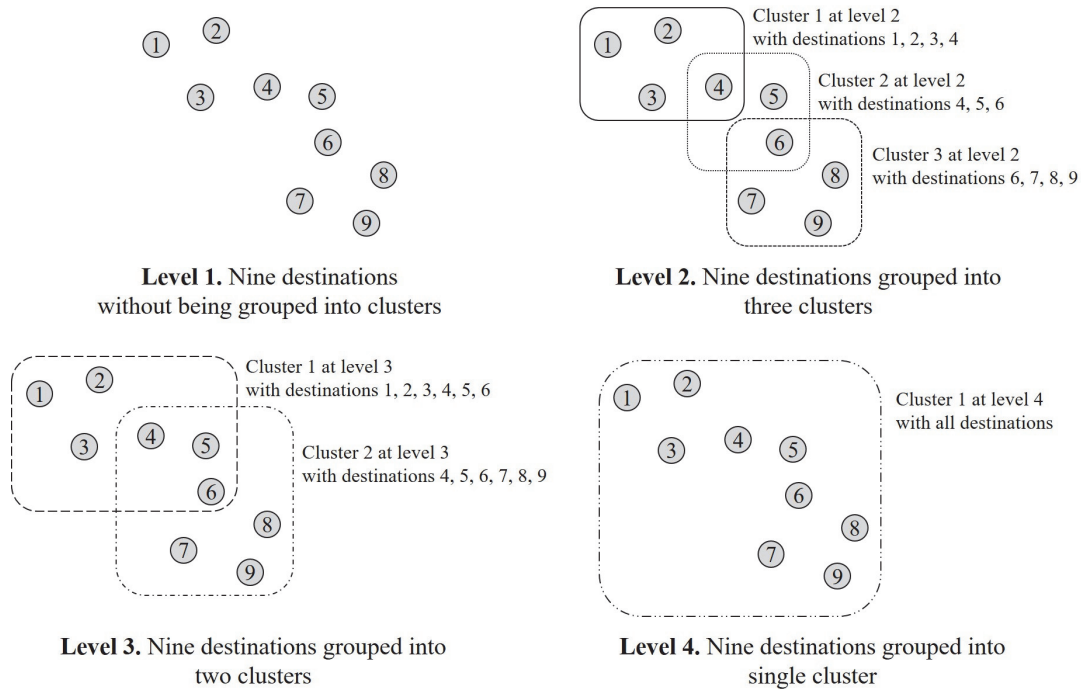 1
2
3
4
5
6
7
8
9
Level 1. Nine destinations
without being grouped into clusters
1
2
3
4
5
6
7
8
9
Cluster 1 at level 2
with destinations 1, 2, 3, 4
Cluster 2 at level 2
with destinations 4, 5, 6
Cluster 3 at level 2
with destinations 6, 7, 8, 9
Level 2. Nine destinations grouped into
three clusters
1
2
3
4
5
6
7
8
9
Cluster 1 at level 3
with destinations 1, 2, 3, 4, 5, 6
Cluster 2 at level 3
with destinations 4, 5, 6, 7, 8, 9
Level 3. Nine destinations grouped into
two clusters
1
2
3
4
5
6
7
8
9
Cluster 1 at level 4
with all destinations
Level 4. Nine destinations grouped into
single cluster